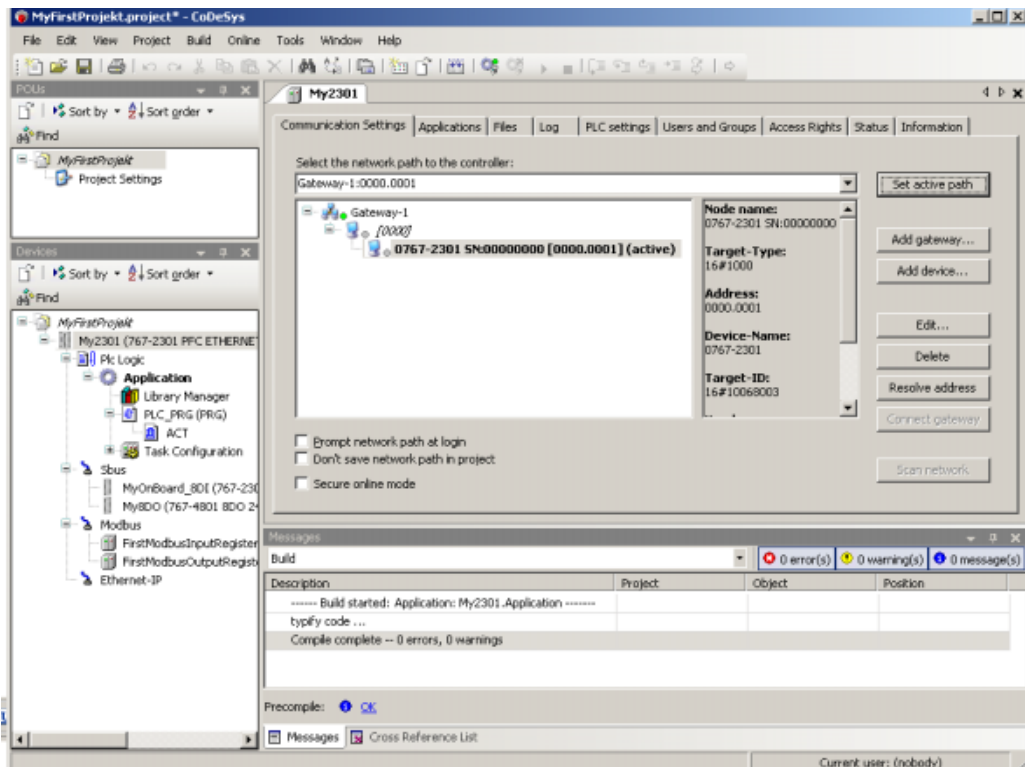 MyFirstProjekt.project* - CoDeSys
File Edit View Project Build Online Tools Window Help
POUs
Sort by Sort order
Find
MyFirstProjekt
Project Settings
Devices
Sort by Sort order
Find
MyFirstProjekt
My2301 (767-2301 PFC ETHERNE
Plc Logic
Application
Library Manager
PLC_PRG (PRG)
ACT
Task Configuration
Sbus
MyOnBoard_8DI (767-230
My8DO (767-4801 8DO 24
Modbus
FirstModbusInputRegister
FirstModbusOutputRegist
Ethernet-IP
My2301
Communication Settings Applications Files Log PLC settings Users and Groups Access Rights Status Information
Select the network path to the controller:
Gateway-1:0000.0001
Set active path
Gateway-1
[0000]
0767-2301 SN:00000000 [0000.0001] (active)
Node name:
0767-2301 SN:00000000
Target-Type:
16#1000
Address:
0000.0001
Device-Name:
0767-2301
Target-ID:
16#10068003
Add gateway...
Add device...
Edit...
Delete
Resolve address
Connect gateway
Scan network
Prompt network path at login
Don't save network path in project
Secure online mode
Messages
Build 0 error(s) 0 warning(s) 0 message(s)
Description Project Object Position
------ Build started: Application: My2301.Application -------
typify code ...
Compile complete -- 0 errors, 0 warnings
Precompile: OK
Messages Cross Reference List
Current user: (nobody)